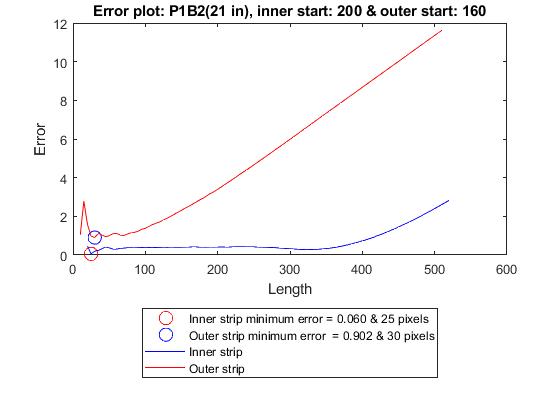 Error plot: P1B2(21 in), inner start: 200 & outer start: 160
12
10
8
6
4
2
0
Error
0 100 200 300 400 500 600
Length
Inner strip minimum error = 0.060 & 25 pixels
Outer strip minimum error = 0.902 & 30 pixels
Inner strip
Outer strip